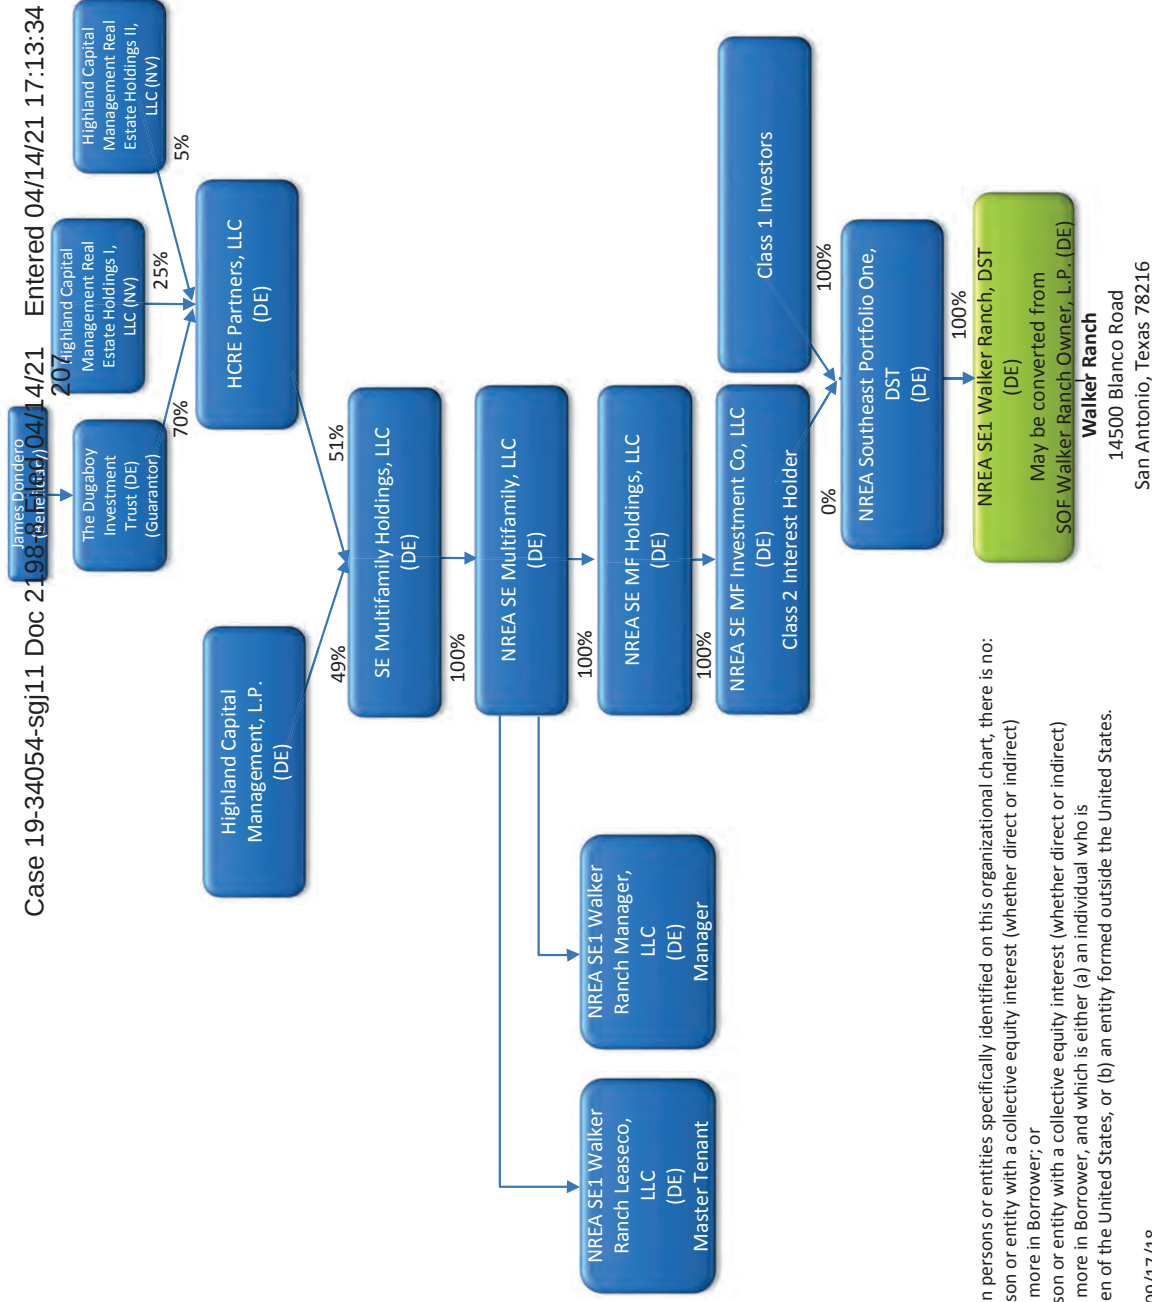 Case 19-34054-sgj11 Doc 2198-8 Filed 04/14/21 Entered 04/14/21 17:13:34
207
James Dondero
(Beneficiary)
The Dugaboy
Investment
Trust (DE)
(Guarantor)
Highland Capital
Management Real
Estate Holdings I,
LLC (NV)
Highland Capital
Management Real
Estate Holdings II,
LLC (NV)
70%
25%
5%
Highland Capital
Management, L.P.
(DE)
HCRE Partners, LLC
(DE)
49%
51%
SE Multifamily Holdings, LLC
(DE)
100%
NREA SE Multifamily, LLC
(DE)
100%
NREA SE1 Walker
Ranch Leaseco,
LLC
(DE)
Master Tenant
NREA SE1 Walker
Ranch Manager,
LLC
(DE)
Manager
NREA SE MF Holdings, LLC
(DE)
100%
NREA SE MF Investment Co, LLC
(DE)
Class 2 Interest Holder
Class 1 Investors
0%
100%
NREA Southeast Portfolio One,
DST
(DE)
100%
NREA SE1 Walker Ranch, DST
(DE)
May be converted from
SOF Walker Ranch Owner, L.P. (DE)
Walker Ranch
14500 Blanco Road
San Antonio, Texas 78216
n persons or entities specifically identified on this organizational chart, there is no:
son or entity with a collective equity interest (whether direct or indirect)
more in Borrower; or
son or entity with a collective equity interest (whether direct or indirect)
more in Borrower, and which is either (a) an individual who is
en of the United States, or (b) an entity formed outside the United States.